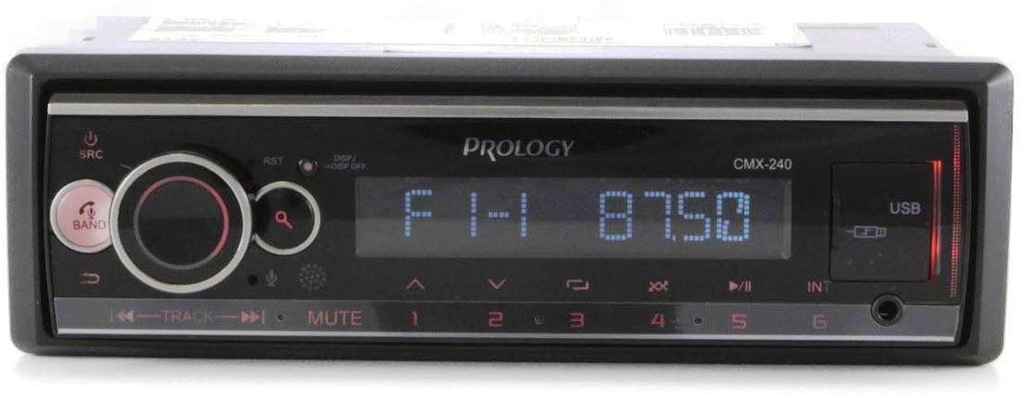 PROLOGY
SRC
RST
DISP/
→DISP OFF
CMX-240
BAND
F 1-1 87.50
USB
INT
TRACK
MUTE
1 2 3 4 5 6